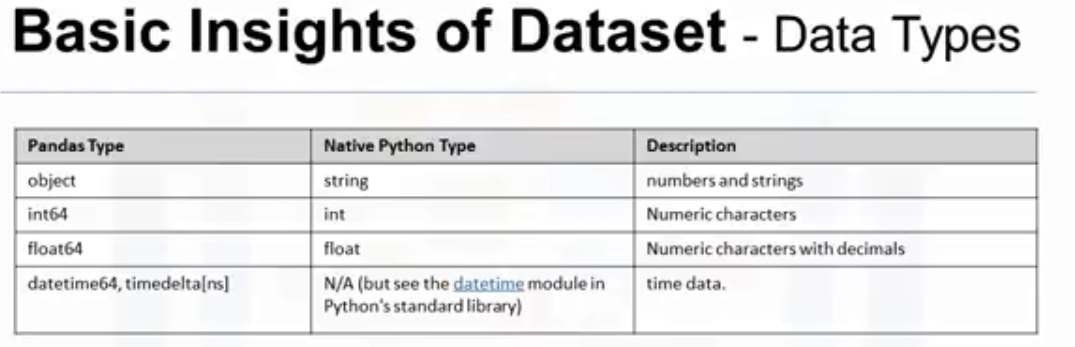 Basic Insights of Dataset - Data Types
Pandas Type Native Python Type Description
object string numbers and strings
int64 int Numeric characters
float64 float Numeric characters with decimals
datetime64, timedelta[ns] N/A (but see the datetime module in time data.
Python's standard library)